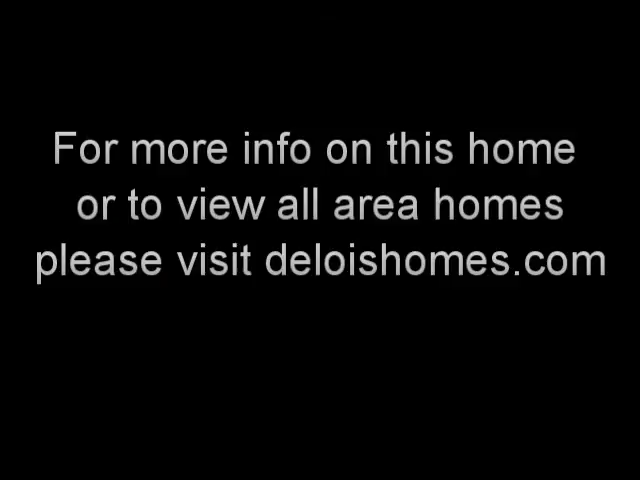 For more info on this home
or to view all area homes
please visit deloishomes.com